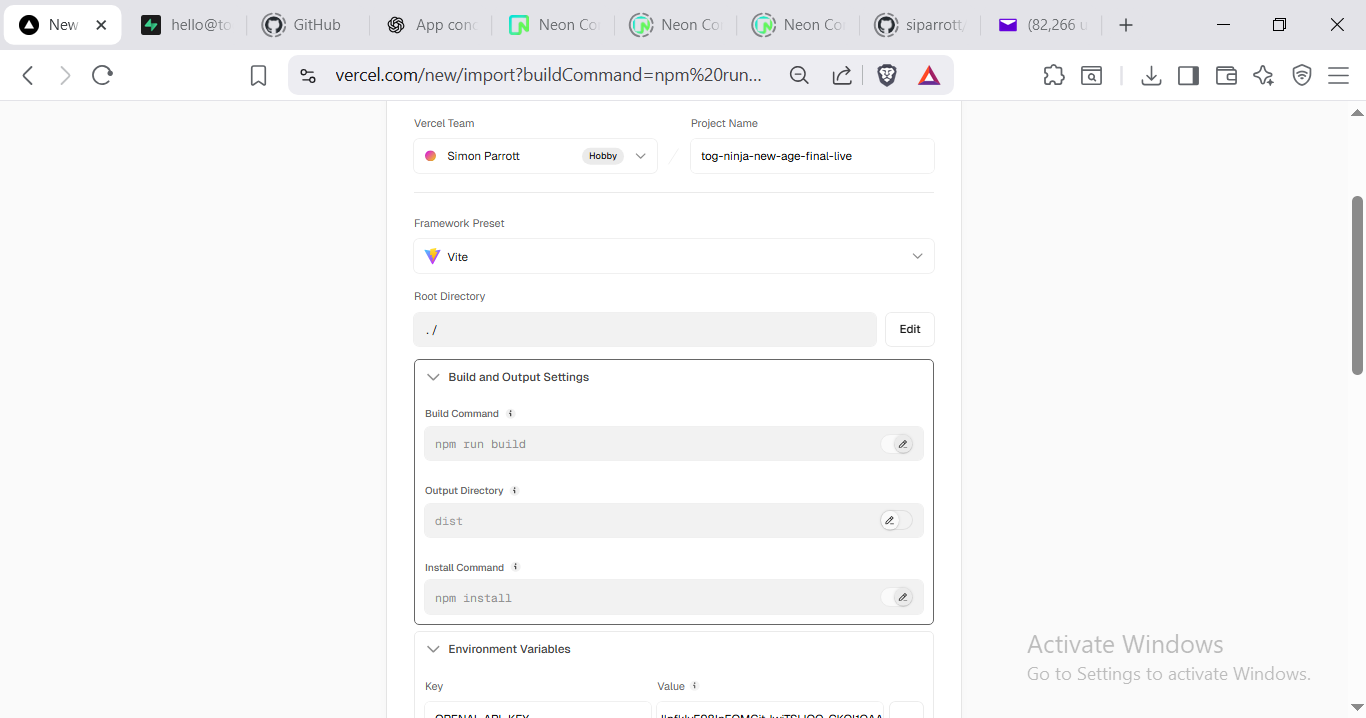 New
hello@to
GitHub
App con
Neon Co
Neon Co
Neon Co
siparrott/
(82,266 u
vercel.com/new/import?buildCommand=npm%20run...
Vercel Team
Project Name
Simon Parrott
Hobby
tog-ninja-new-age-final-live
Framework Preset
Vite
Root Directory
./
Edit
Build and Output Settings
Build Command
npm run build
Output Directory
dist
Install Command
npm install
Environment Variables
Key
Value
OPENAI_API_KEY
Activate Windows
Go to Settings to activate Windows.